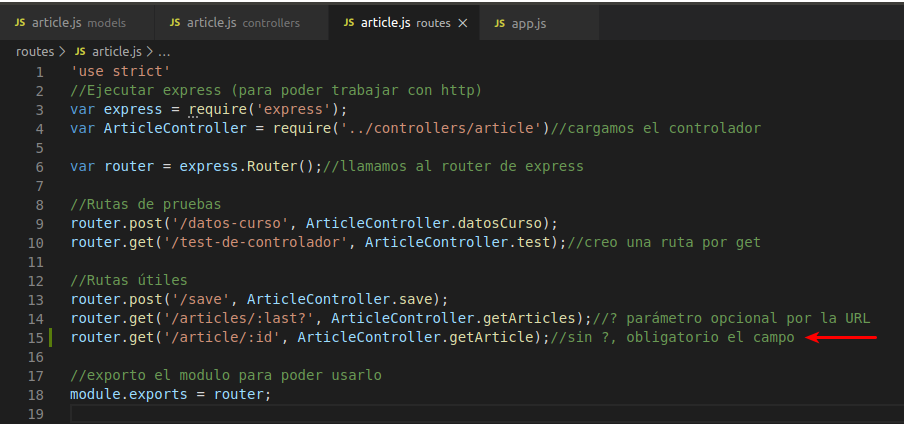 JS article.js models JS article.js controllers JS article.js routes × JS app.js
routes > JS article.js > ...
1 'use strict'
2 //Ejecutar express (para poder trabajar con http)
3 var express = require('express');
4 var ArticleController = require('../controllers/article')//cargamos el controlador
5
6 var router = express.Router();//llamamos al router de express
7
8 //Rutas de pruebas
9 router.post('/datos-curso', ArticleController.datosCurso);
10 router.get('/test-de-controlador', ArticleController.test);//creo una ruta por get
11
12 //Rutas útiles
13 router.post('/save', ArticleController.save);
14 router.get('/articles/:last?', ArticleController.getArticles);//? parámetro opcional por la URL
15 router.get('/article/:id', ArticleController.getArticle);//sin ?, obligatorio el campo
16
17 //exporto el modulo para poder usarlo
18 module.exports = router;
19